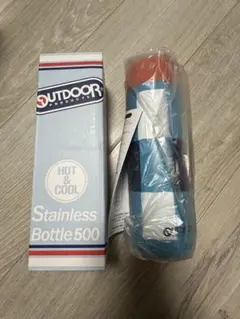 OUTDOOR
PRODUCTS
HOT
&
COOL
Stainless
Bottle 500